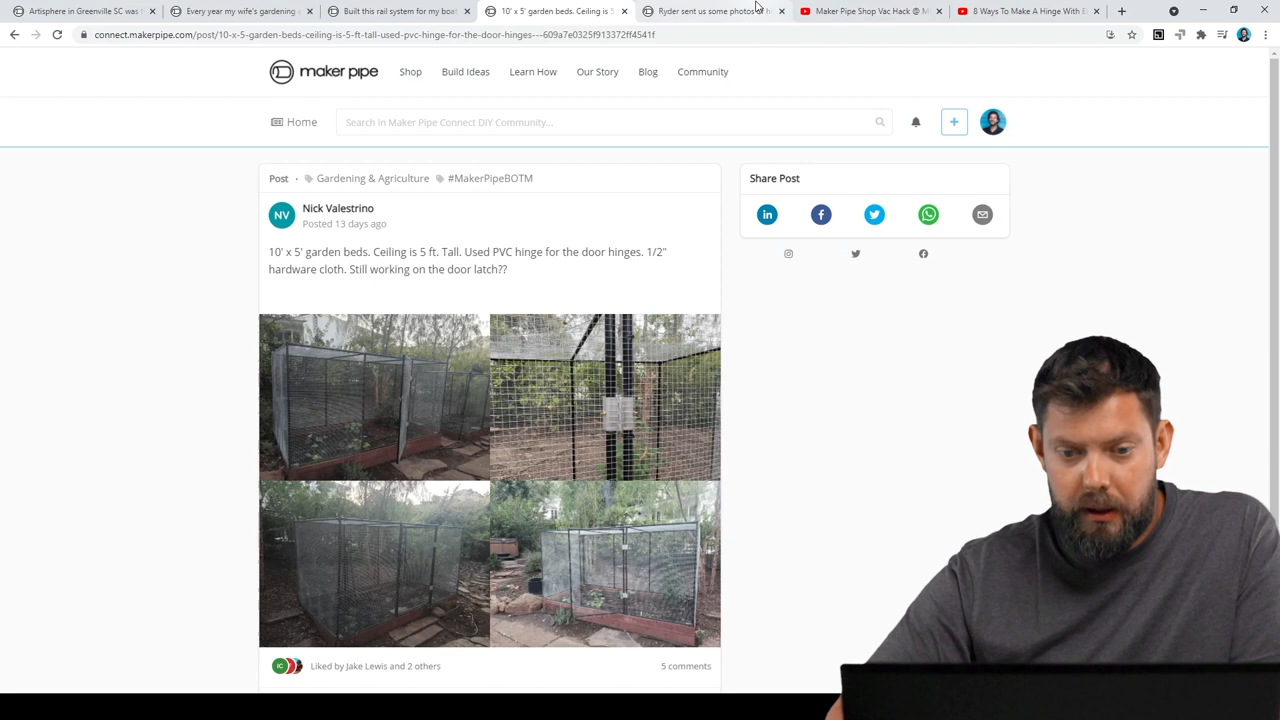 Artisphere in Greenville SC was
Every year my wife's gardening
Built this rail system for my boat
10' x 5' garden beds. Ceiling is 5
Ryder sent us some photos of h
Maker Pipe Shop Vac Hack @ M
8 Ways To Make A Hinge With E
connect.makerpipe.com/post/10-x-5-garden-beds-ceiling-is-5-ft-tall-used-pvc-hinge-for-the-door-hinges---609a7e0325f913372ff4541f
maker pipe
Shop
Build Ideas
Learn How
Our Story
Blog
Community
Home
Search in Maker Pipe Connect DIY Community...
Post · Gardening & Agriculture #MakerPipeBOTM
NV
Nick Valestrino
Posted 13 days ago
10' x 5' garden beds. Ceiling is 5 ft. Tall. Used PVC hinge for the door hinges. 1/2"
hardware cloth. Still working on the door latch??
IC
Liked by Jake Lewis and 2 others
5 comments
Share Post
in